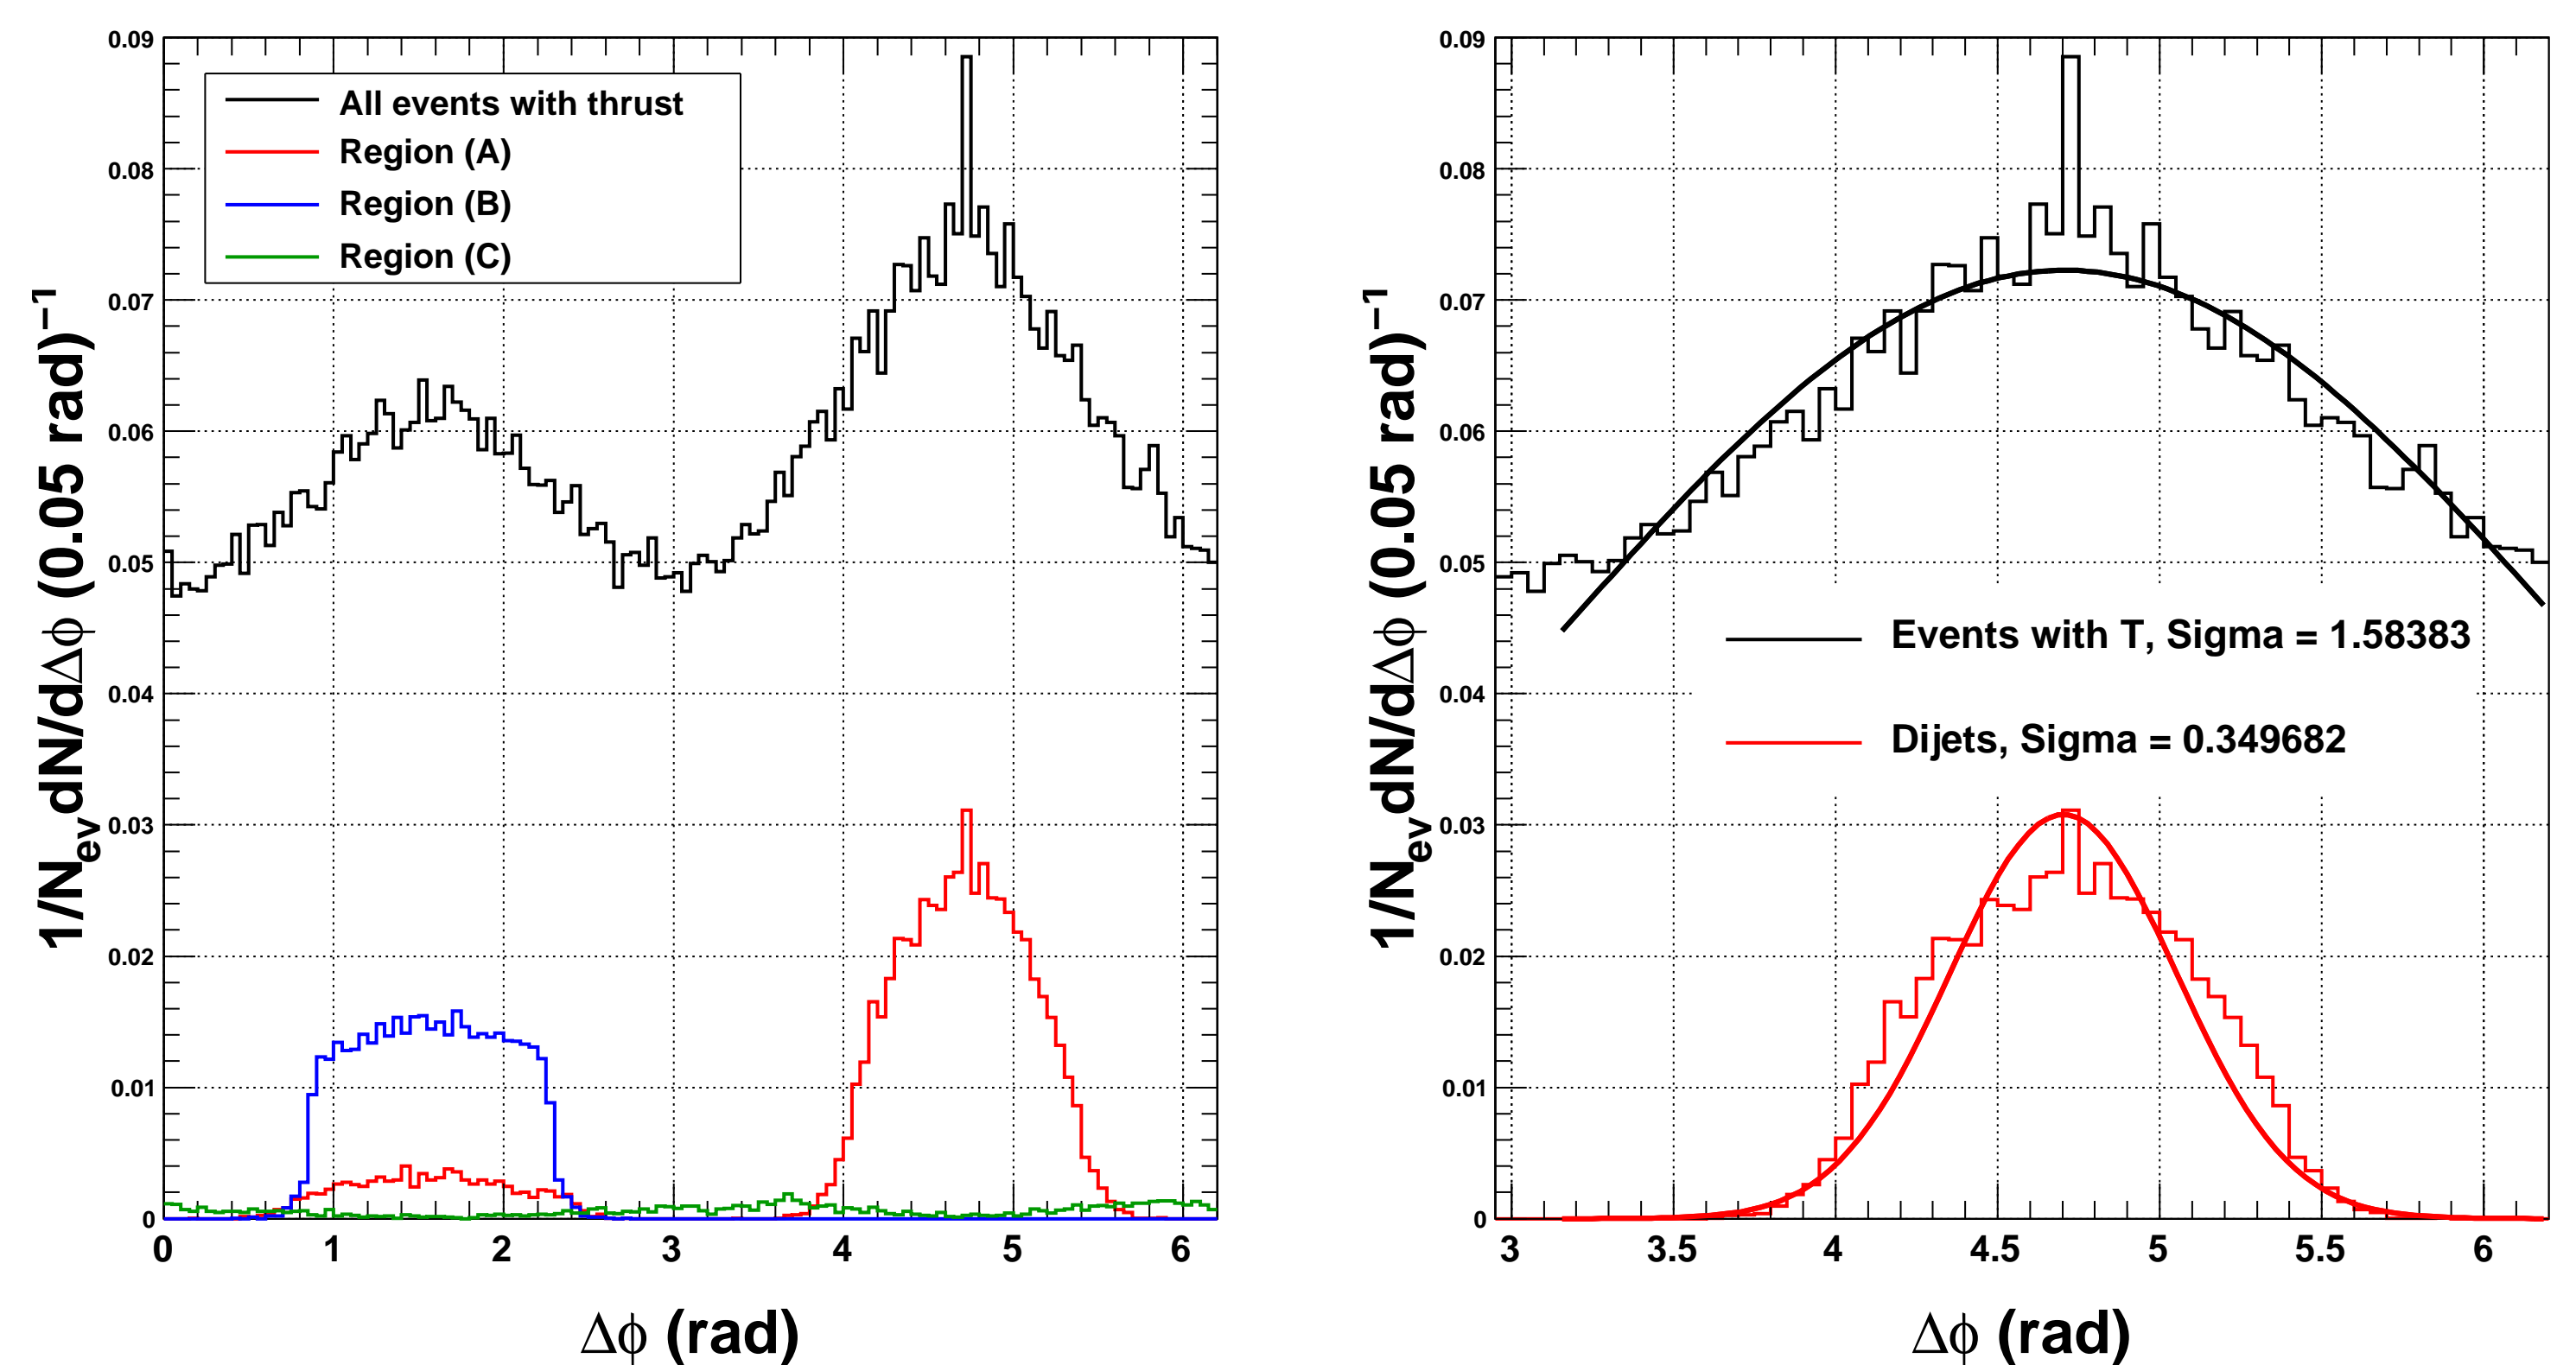 0.09
0.08
0.07
0.06
0.05
0.04
0.03
0.02
0.01
0
0 1 2 3 4 5 6
1/N_ev dN/dΔϕ (0.05 rad)⁻¹
Δϕ (rad)
All events with thrust
Region (A)
Region (B)
Region (C)
0.09
0.08
0.07
0.06
0.05
0.04
0.03
0.02
0.01
0
3 3.5 4 4.5 5 5.5 6
1/N_ev dN/dΔϕ (0.05 rad)⁻¹
Δϕ (rad)
Events with T, Sigma = 1.58383
Dijets, Sigma = 0.349682